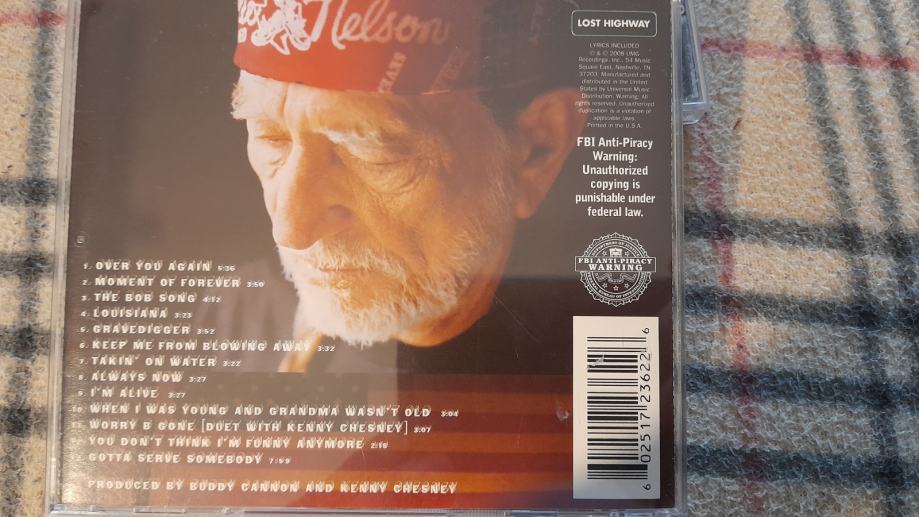 Nelson
TEXAS
LOST HIGHWAY
LYRICS INCLUDED
℗ & © 2008 UMG
Recordings, Inc., 54 Music
Square East, Nashville, TN
37203. Manufactured and
distributed in the United
States by Universal Music
Distribution. Warning: All
rights reserved. Unauthorized
duplication is a violation of
applicable laws.
Printed in the U.S.A.
FBI Anti-Piracy
Warning:
Unauthorized
copying is
punishable under
federal law.
FBI ANTI-PIRACY
WARNING
1. OVER YOU AGAIN 5:36
2. MOMENT OF FOREVER 3:50
3. THE BOB SONG 4:12
4. LOUISIANA 3:23
5. GRAVEDIGGER 3:52
6. KEEP ME FROM BLOWING AWAY 3:32
7. TAKIN' ON WATER 3:22
8. ALWAYS NOW 3:27
9. I'M ALIVE 3:27
10. WHEN I WAS YOUNG AND GRANDMA WASN'T OLD 3:04
11. WORRY B GONE [DUET WITH KENNY CHESNEY] 3:07
YOU DON'T THINK I'M FUNNY ANYMORE 2:18
GOTTA SERVE SOMEBODY 7:59
PRODUCED BY BUDDY CANNON AND KENNY CHESNEY
6 02517 23622 6